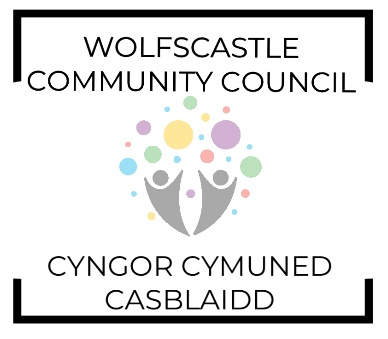 WOLFSCASTLE
COMMUNITY COUNCIL
CYNGOR CYMUNED
CASBLAIDD